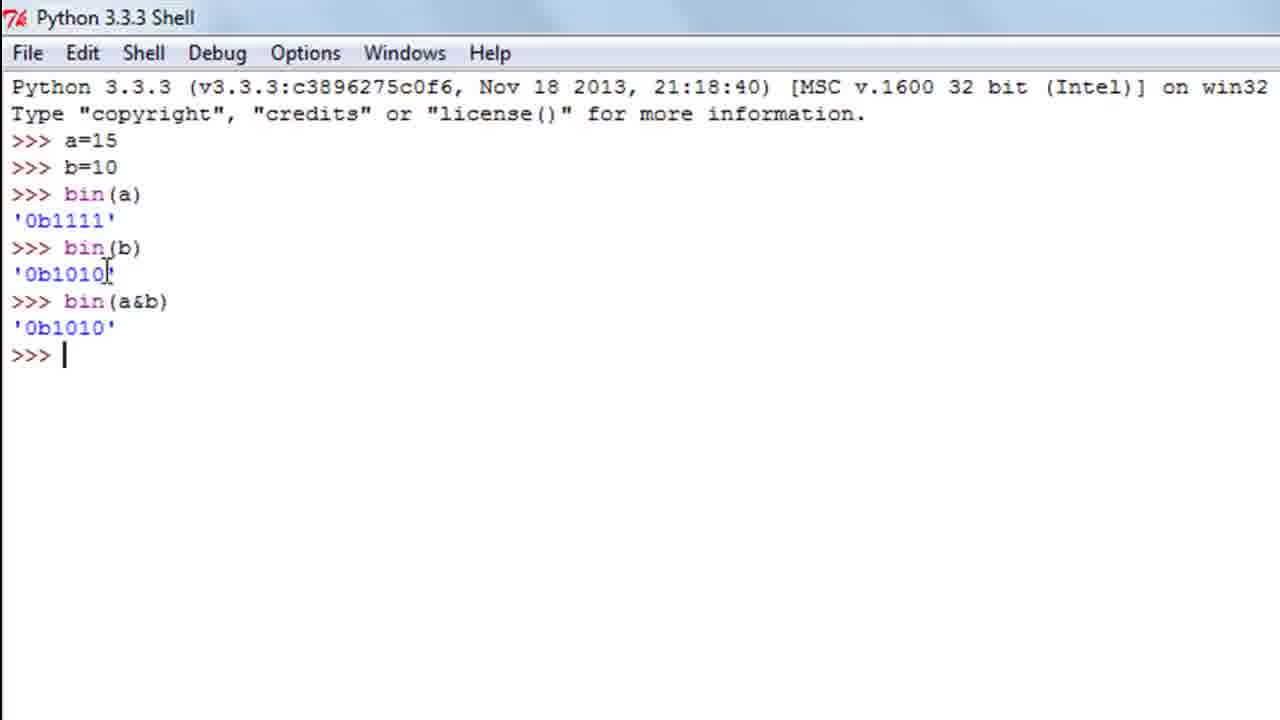 Python 3.3.3 Shell
File Edit Shell Debug Options Windows Help
Python 3.3.3 (v3.3.3:c3896275c0f6, Nov 18 2013, 21:18:40) [MSC v.1600 32 bit (Intel)] on win32
Type "copyright", "credits" or "license()" for more information.
>>> a=15
>>> b=10
>>> bin(a)
'0b1111'
>>> bin(b)
'0b1010'
>>> bin(a&b)
'0b1010'
>>>